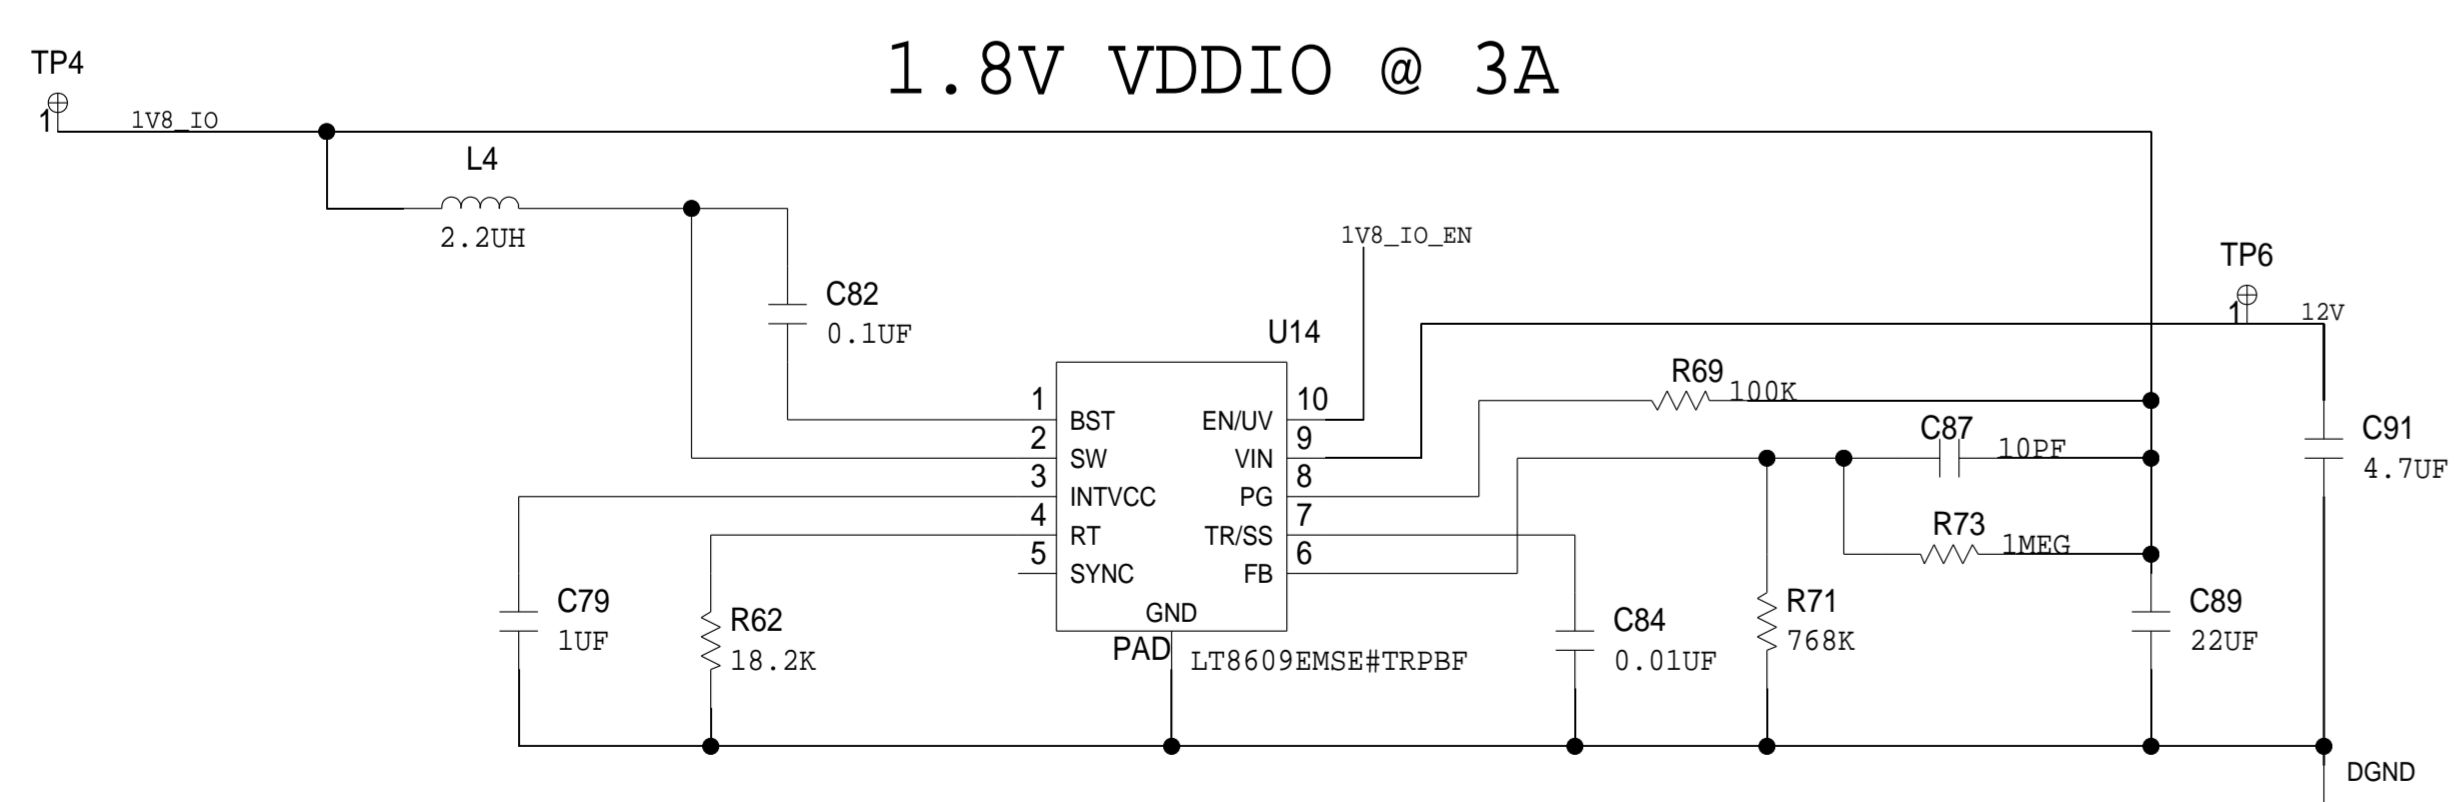 1.8V VDDIO @ 3A
TP4
1
1V8_IO
L4
2.2UH
1V8_IO_EN
TP6
1
12V
C82
0.1UF
U14
R69
100K
1
BST
2
SW
3
INTVCC
4
RT
5
SYNC
10
EN/UV
9
VIN
8
PG
7
TR/SS
6
FB
GND
PAD
LT8609EMSE#TRPBF
C87
10PF
C91
4.7UF
R73
1MEG
C79
1UF
R62
18.2K
C84
0.01UF
R71
768K
C89
22UF
DGND